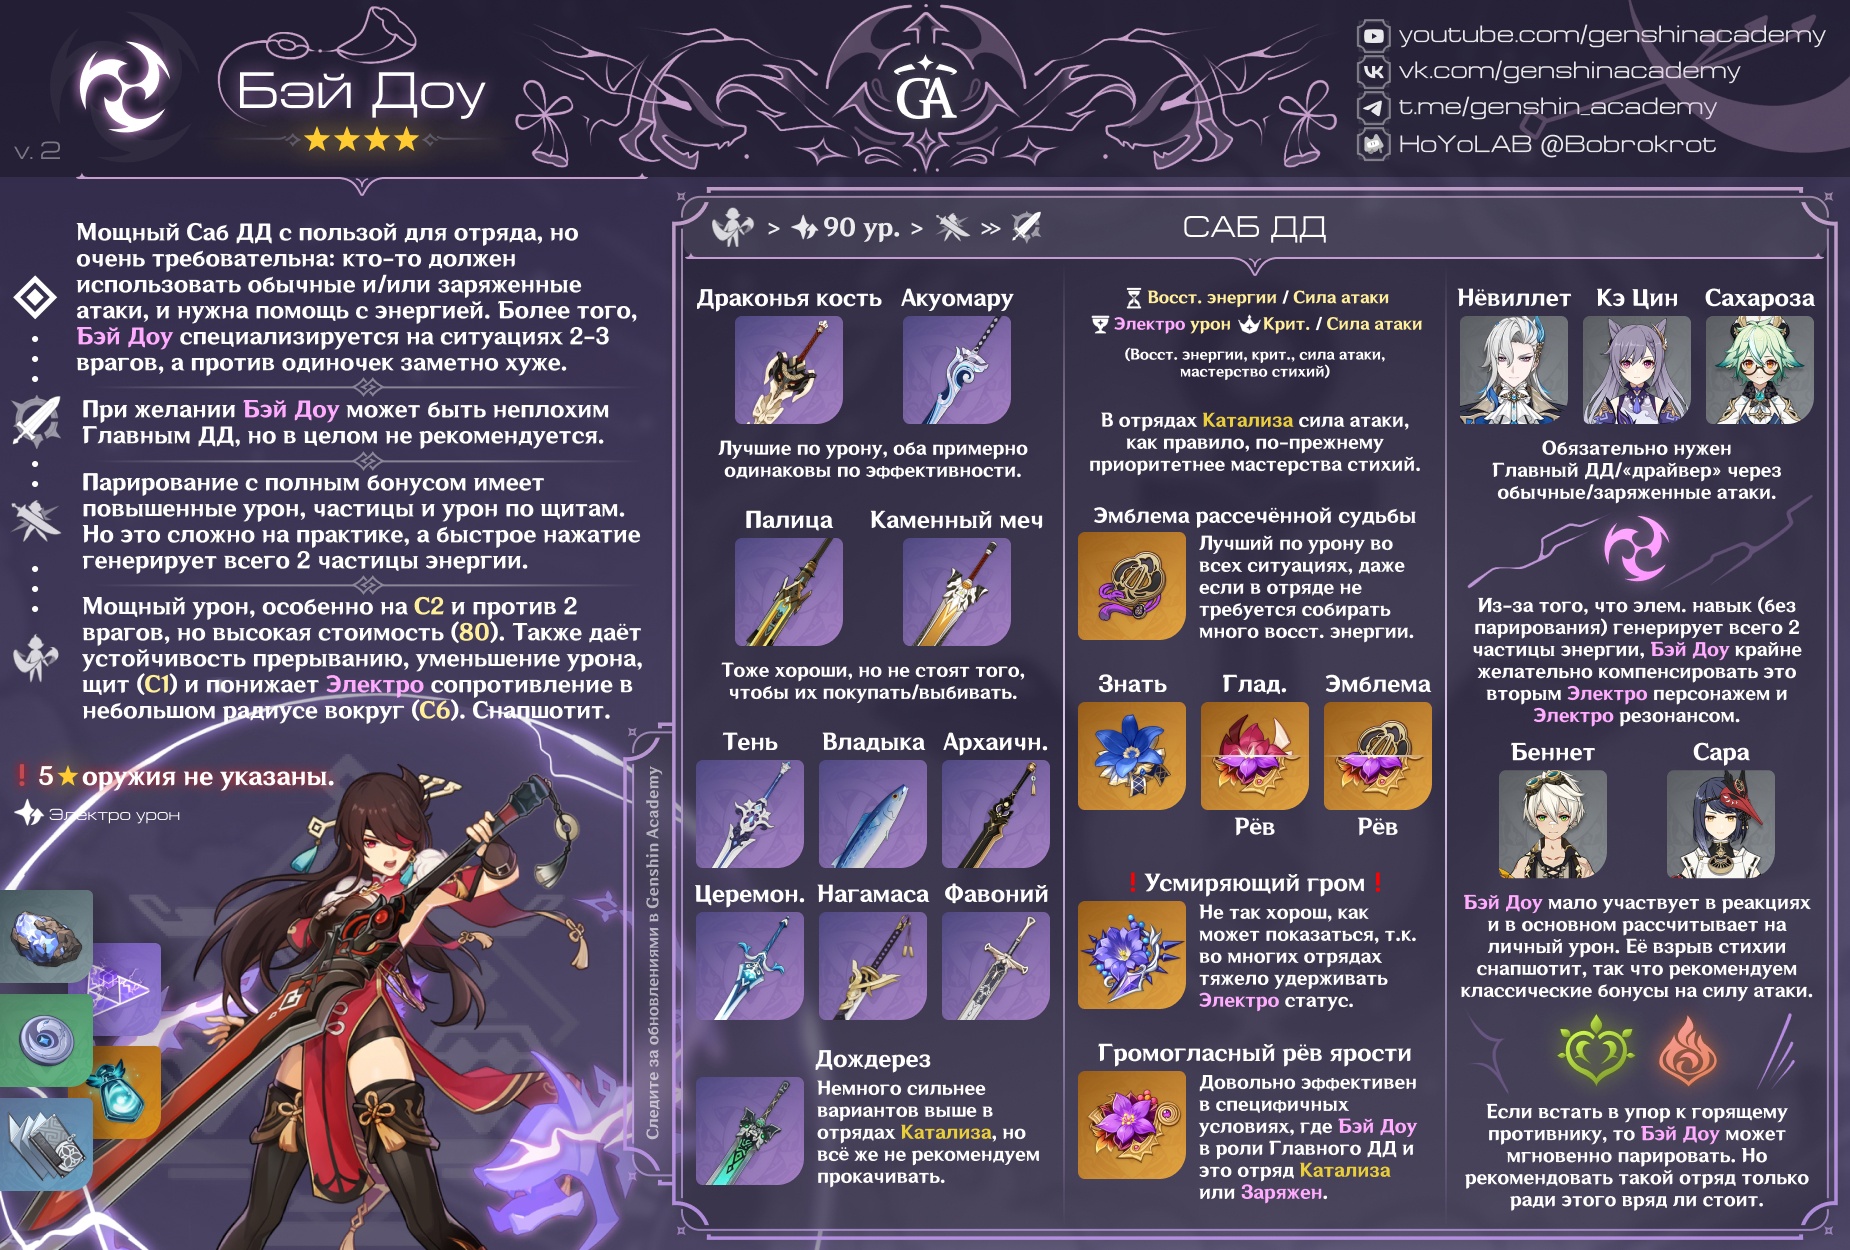 Бэй Доу
v. 2
GA
youtube.com/genshinacademy
vk.com/genshinacademy
t.me/genshin_academy
HoYoLAB @Bobrokrot
Мощный Саб ДД с пользой для отряда, но
очень требовательна: кто-то должен
использовать обычные и/или заряженные
атаки, и нужна помощь с энергией. Более того,
Бэй Доу специализируется на ситуациях 2-3
врагов, а против одиночек заметно хуже.
При желании Бэй Доу может быть неплохим
Главным ДД, но в целом не рекомендуется.
Парирование с полным бонусом имеет
повышенные урон, частицы и урон по щитам.
Но это сложно на практике, а быстрое нажатие
генерирует всего 2 частицы энергии.
Мощный урон, особенно на С2 и против 2
врагов, но высокая стоимость (80). Также даёт
устойчивость прерыванию, уменьшение урона,
щит (С1) и понижает Электро сопротивление в
небольшом радиусе вокруг (С6). Снапшотит.
! 5★оружия не указаны.
Электро урон
Следите за обновлениями в Genshin Academy
> 90 ур. > >>
САБ ДД
Драконья кость Акуомару
Лучшие по урону, оба примерно
одинаковы по эффективности.
Палица Каменный меч
Тоже хороши, но не стоят того,
чтобы их покупать/выбивать.
Тень Владыка Архаичн.
Церемон. Нагамаса Фавоний
Дождерез
Немного сильнее
вариантов выше в
отрядах Катализа, но
всё же не рекомендуем
прокачивать.
Восст. энергии / Сила атаки
Электро урон Крит. / Сила атаки
(Восст. энергии, крит., сила атаки,
мастерство стихий)
В отрядах Катализа сила атаки,
как правило, по-прежнему
приоритетнее мастерства стихий.
Эмблема рассечённой судьбы
Лучший по урону во
всех ситуациях, даже
если в отряде не
требуется собирать
много восст. энергии.
Знать Глад. Эмблема
Рёв Рёв
! Усмиряющий гром !
Не так хорош, как
может показаться, т.к.
во многих отрядах
тяжело удерживать
Электро статус.
Громогласный рёв ярости
Довольно эффективен
в специфичных
условиях, где Бэй Доу
в роли Главного ДД и
это отряд Катализа
или Заряжен.
Нёвиллет Кэ Цин Сахароза
Обязательно нужен
Главный ДД/«драйвер» через
обычные/заряженные атаки.
Из-за того, что элем. навык (без
парирования) генерирует всего 2
частицы энергии, Бэй Доу крайне
желательно компенсировать это
вторым Электро персонажем и
Электро резонансом.
Беннет Сара
Бэй Доу мало участвует в реакциях
и в основном рассчитывает на
личный урон. Её взрыв стихии
снапшотит, так что рекомендуем
классические бонусы на силу атаки.
Если встать в упор к горящему
противнику, то Бэй Доу может
мгновенно парировать. Но
рекомендовать такой отряд только
ради этого вряд ли стоит.